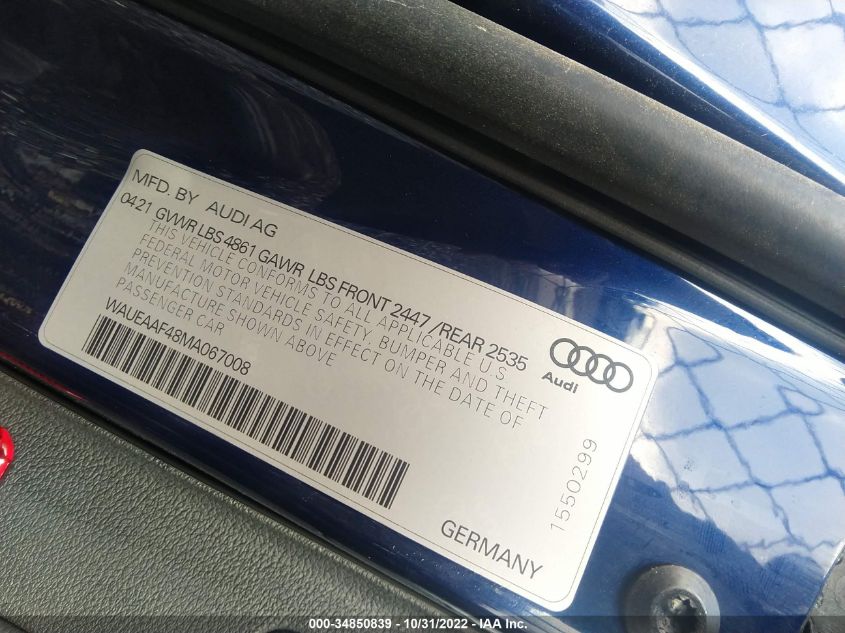 MFD. BY AUDI AG
0421 GVWR LBS 4861 GAWR LBS FRONT 2447 /REAR 2535
THIS VEHICLE CONFORMS TO ALL APPLICABLE U.S.
FEDERAL MOTOR VEHICLE SAFETY, BUMPER AND THEFT
PREVENTION STANDARDS IN EFFECT ON THE DATE OF
MANUFACTURE SHOWN ABOVE
PASSENGER CAR
WAUEAAF48MA067008
Audi
1550299
GERMANY
000-34850839 - 10/31/2022 - IAA Inc.